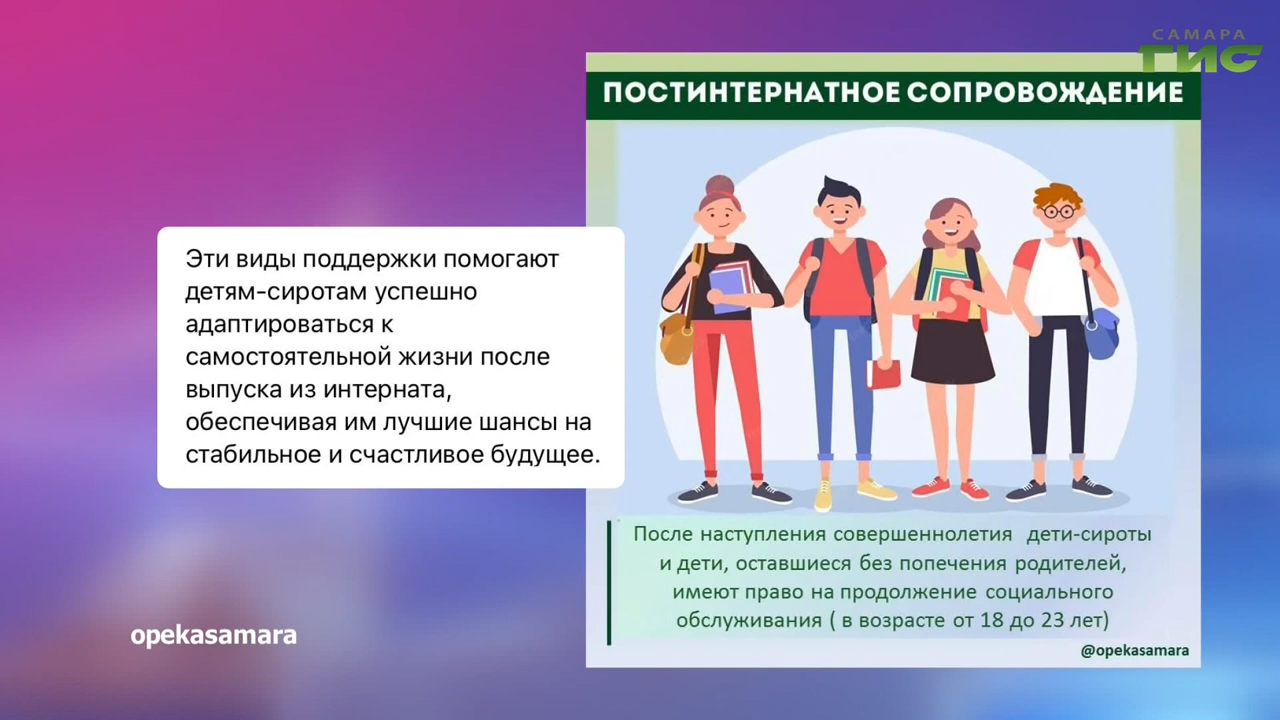 САМАРА
ГИС
ПОСТИНТЕРНАТНОЕ СОПРОВОЖДЕНИЕ
Эти виды поддержки помогают
детям-сиротам успешно
адаптироваться к
самостоятельной жизни после
выпуска из интерната,
обеспечивая им лучшие шансы на
стабильное и счастливое будущее.
После наступления совершеннолетия дети-сироты
и дети, оставшиеся без попечения родителей,
имеют право на продолжение социального
обслуживания ( в возрасте от 18 до 23 лет)
opekasamara
@opekasamara